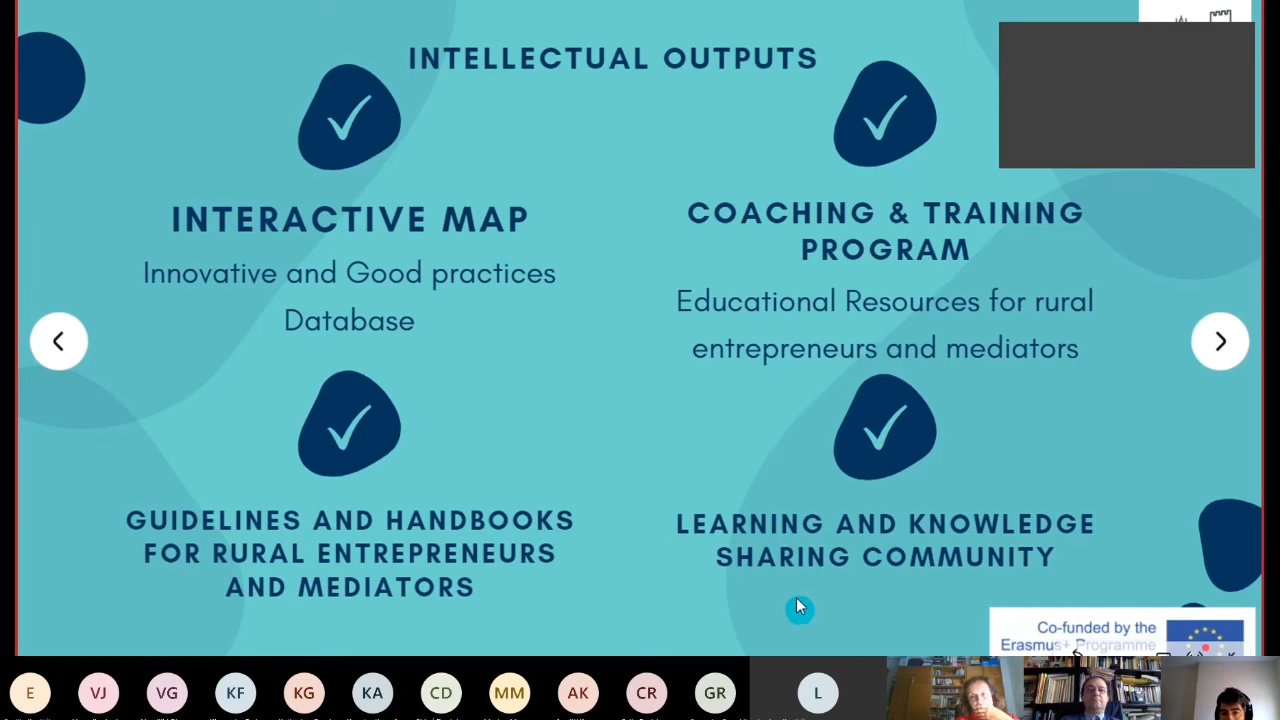 INTELLECTUAL OUTPUTS
INTERACTIVE MAP
Innovative and Good practices
Database
COACHING & TRAINING
PROGRAM
Educational Resources for rural
entrepreneurs and mediators
GUIDELINES AND HANDBOOKS
FOR RURAL ENTREPRENEURS
AND MEDIATORS
LEARNING AND KNOWLEDGE
SHARING COMMUNITY
Co-funded by the
Erasmus+ Programme
E VJ VG KF KG KA CD MM AK CR GR L